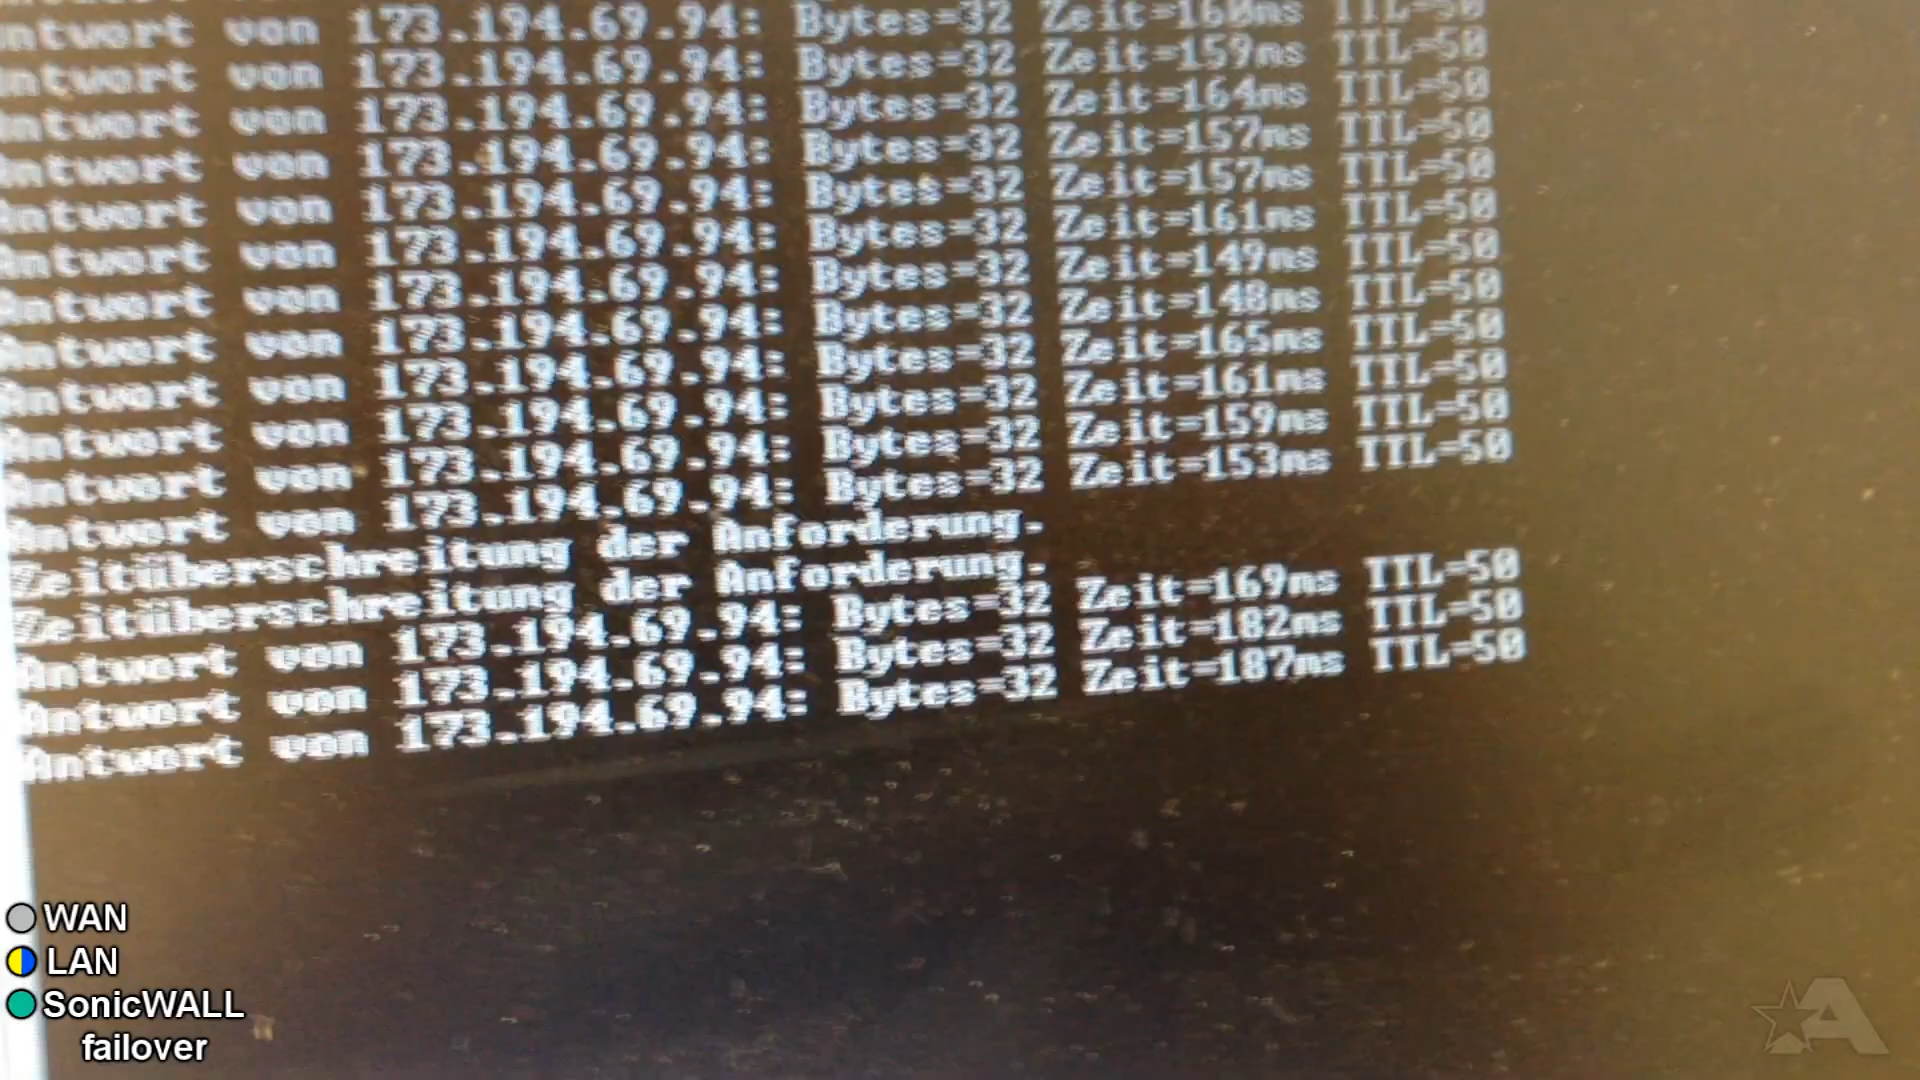 ntwort von 173.194.69.94: Bytes=32 Zeit=160ms TTL=50
ntwort von 173.194.69.94: Bytes=32 Zeit=159ms TTL=50
Antwort von 173.194.69.94: Bytes=32 Zeit=164ms TTL=50
Antwort von 173.194.69.94: Bytes=32 Zeit=157ms TTL=50
Antwort von 173.194.69.94: Bytes=32 Zeit=157ms TTL=50
Antwort von 173.194.69.94: Bytes=32 Zeit=161ms TTL=50
Antwort von 173.194.69.94: Bytes=32 Zeit=149ms TTL=50
Antwort von 173.194.69.94: Bytes=32 Zeit=148ms TTL=50
Antwort von 173.194.69.94: Bytes=32 Zeit=165ms TTL=50
Antwort von 173.194.69.94: Bytes=32 Zeit=161ms TTL=50
Antwort von 173.194.69.94: Bytes=32 Zeit=159ms TTL=50
Antwort von 173.194.69.94: Bytes=32 Zeit=153ms TTL=50
Zeitüberschreitung der Anforderung.
Zeitüberschreitung der Anforderung.
Antwort von 173.194.69.94: Bytes=32 Zeit=169ms TTL=50
Antwort von 173.194.69.94: Bytes=32 Zeit=182ms TTL=50
Antwort von 173.194.69.94: Bytes=32 Zeit=187ms TTL=50
WAN
LAN
SonicWALL
failover
A